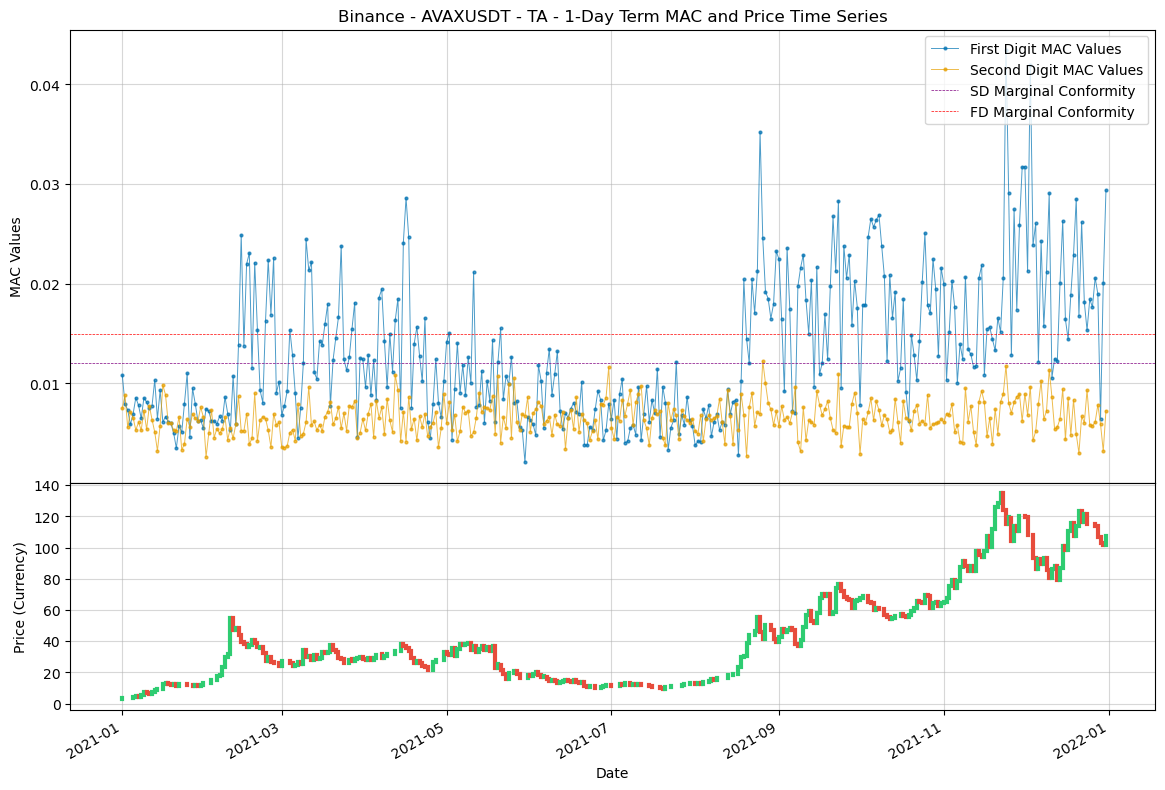 Binance - AVAXUSDT - TA - 1-Day Term MAC and Price Time Series
First Digit MAC Values
Second Digit MAC Values
SD Marginal Conformity
FD Marginal Conformity
MAC Values
0.04
0.03
0.02
0.01
Price (Currency)
140
120
100
80
60
40
20
0
2021-01
2021-03
2021-05
2021-07
2021-09
2021-11
2022-01
Date